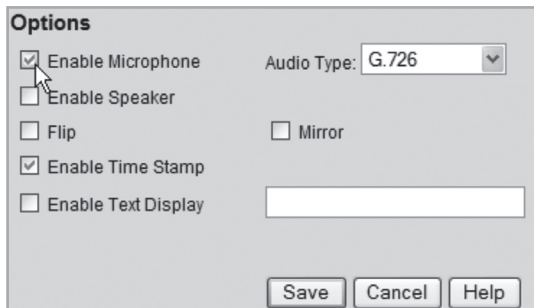 Options
Enable Microphone Audio Type: G.726
Enable Speaker
Flip Mirror
Enable Time Stamp
Enable Text Display
Save Cancel Help